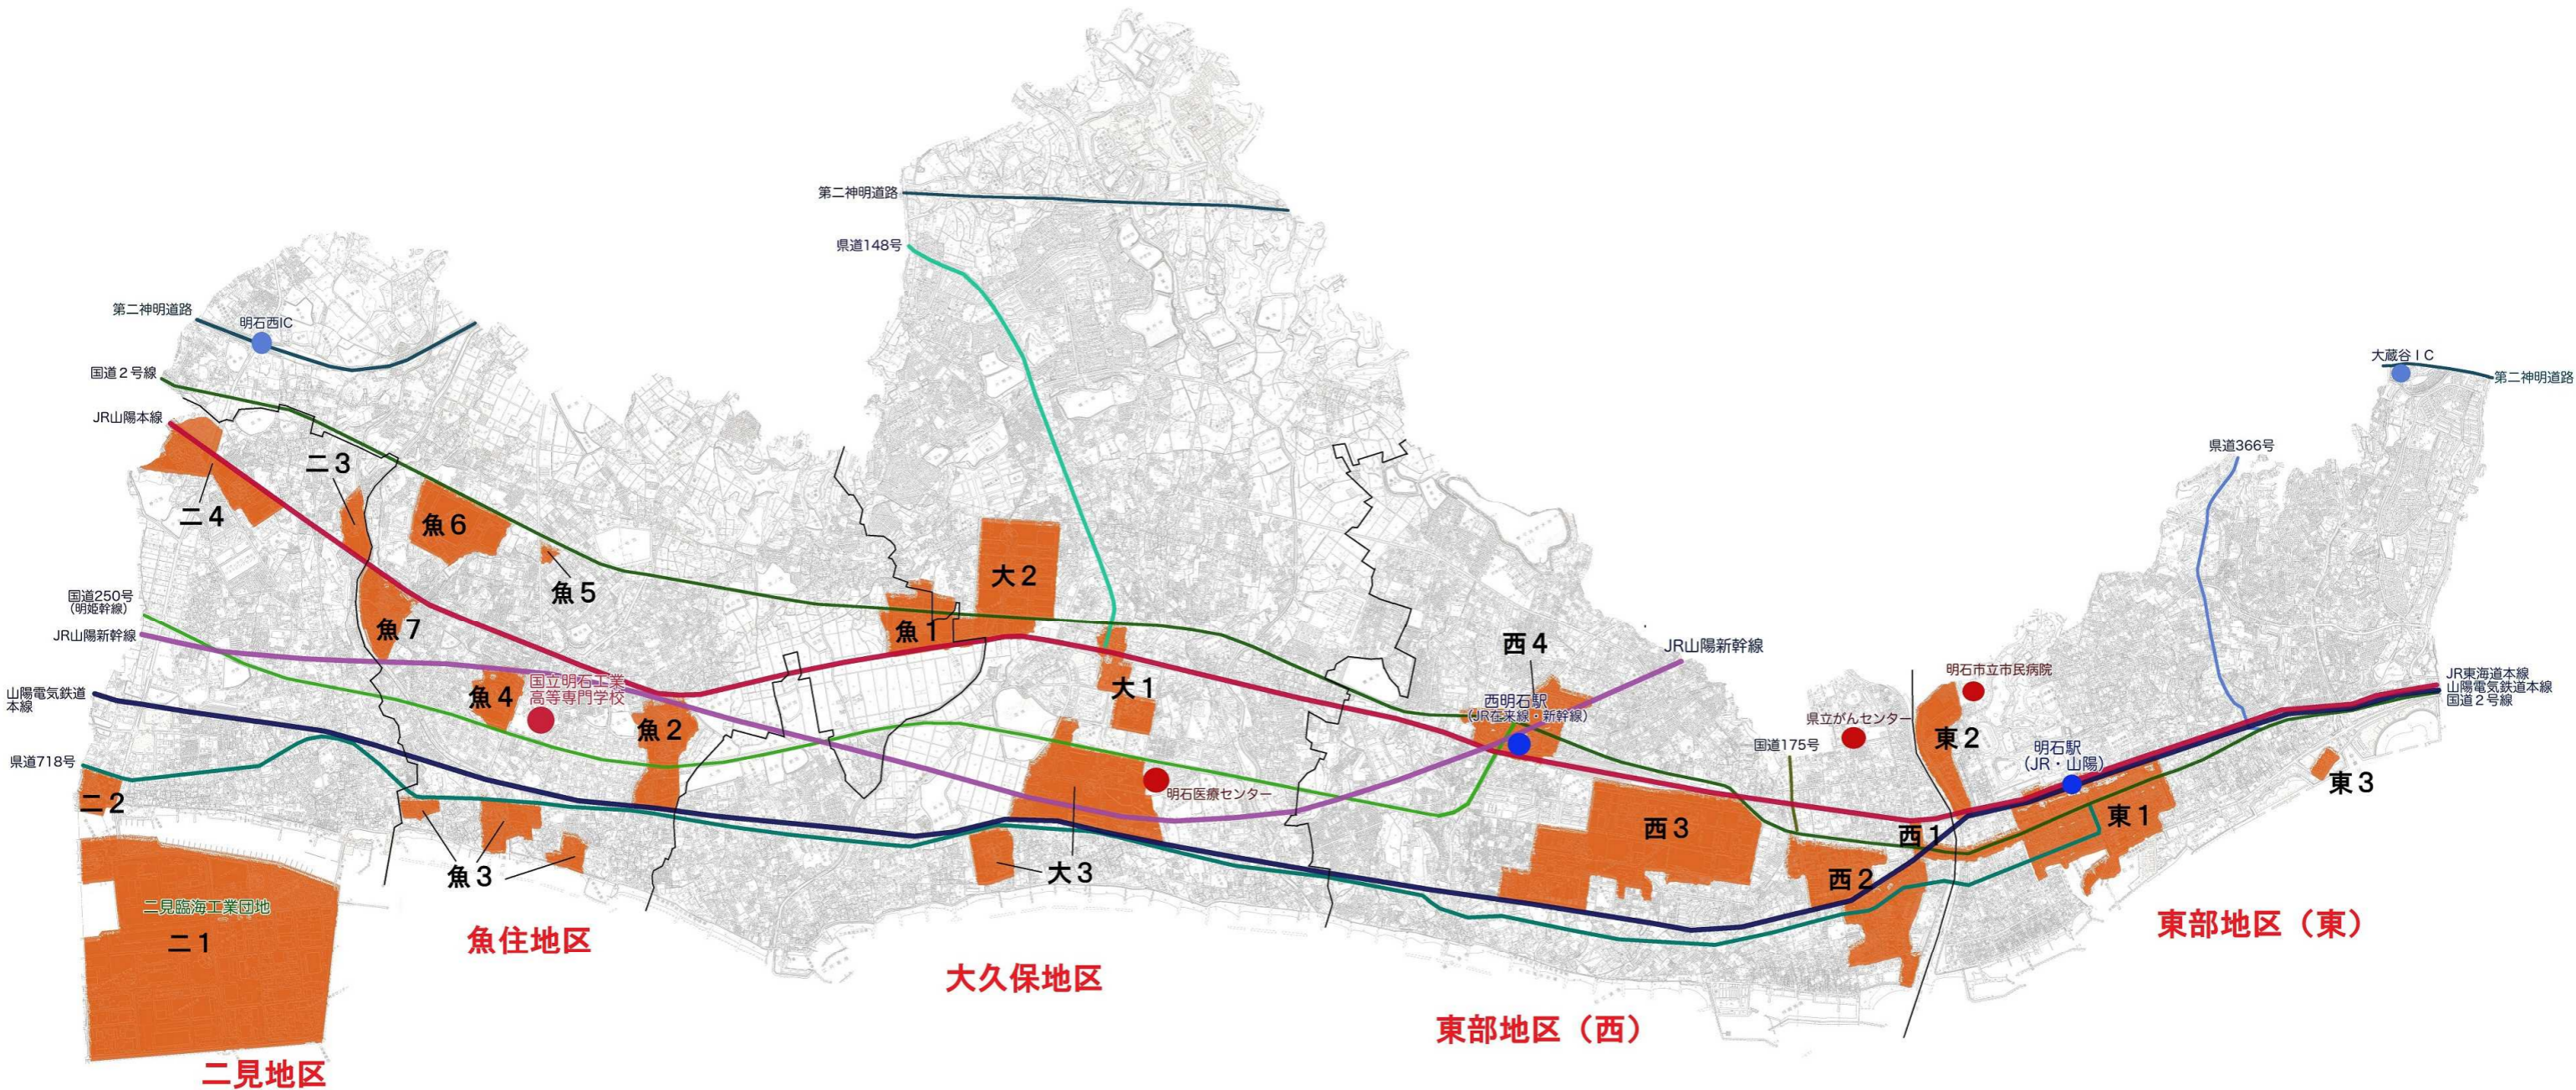 第二神明道路
県道148号
第二神明道路
明石西IC
国道２号線
JR山陽本線
二３
二４
魚６
魚５
魚７
国道250号
(明姫幹線)
JR山陽新幹線
山陽電気鉄道
本線
県道718号
二２
魚４
国立明石工業
高等専門学校
魚２
魚３
二見臨海工業団地
二１
二見地区
魚住地区
魚１
大２
大１
明石医療センター
大３
大久保地区
西４
JR山陽新幹線
西明石駅
(JR在来線・新幹線)
西３
国道175号
県立がんセンター
西１
西２
東部地区（西）
大蔵谷ＩＣ
第二神明道路
県道366号
明石市立市民病院
東２
明石駅
(JR・山陽)
JR東海道本線
山陽電気鉄道本線
国道２号線
東３
東１
東部地区（東）